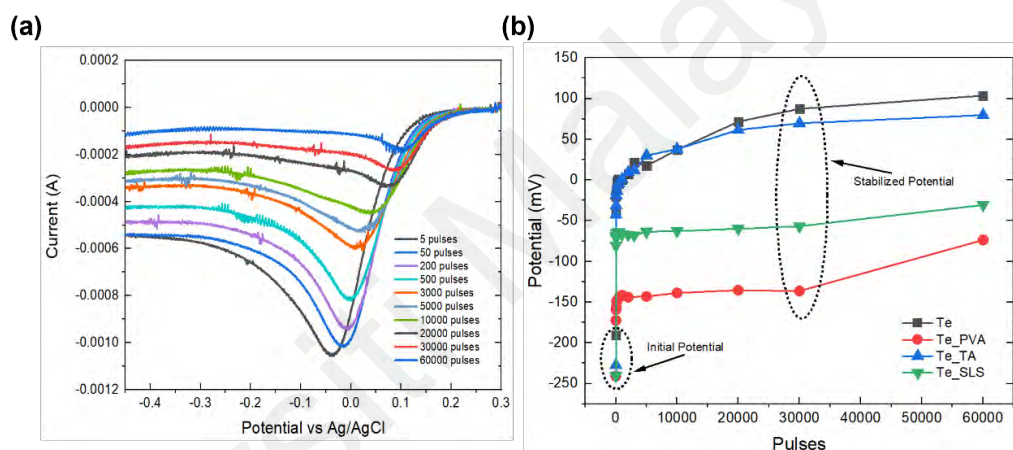 (a)
0.0002
0.0000
-0.0002
-0.0004
-0.0006
-0.0008
-0.0010
-0.0012
Current (A)
-0.4
-0.3
-0.2
-0.1
0.0
0.1
0.2
0.3
Potential vs Ag/AgCl
5 pulses
50 pulses
200 pulses
500 pulses
3000 pulses
5000 pulses
10000 pulses
20000 pulses
30000 pulses
60000 pulses
(b)
150
100
50
0
-50
-100
-150
-200
-250
Potential (mV)
0
10000
20000
30000
40000
50000
60000
Pulses
Stabilized Potential
Initial Potential
Te
Te_PVA
Te_TA
Te_SLS